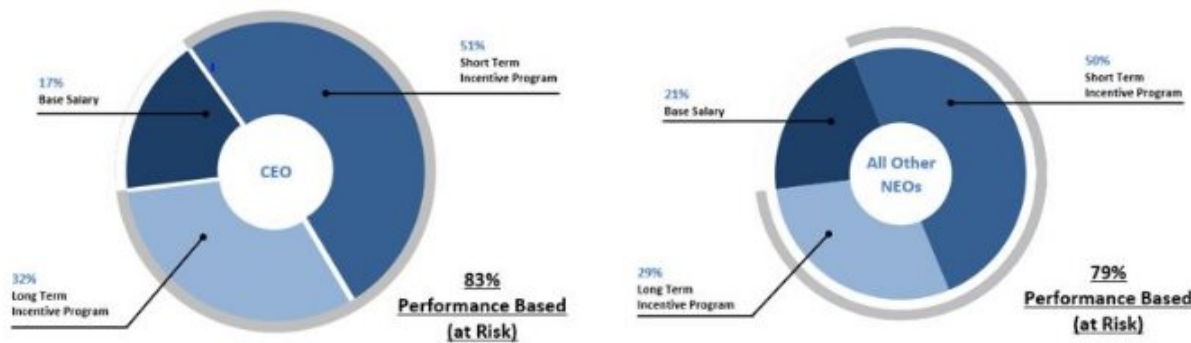 51%
Short Term
Incentive Program
17%
Base Salary
CEO
32%
Long Term
Incentive Program
83%
Performance Based
(at Risk)
50%
Short Term
Incentive Program
21%
Base Salary
All Other
NEOs
29%
Long Term
Incentive Program
79%
Performance Based
(at Risk)